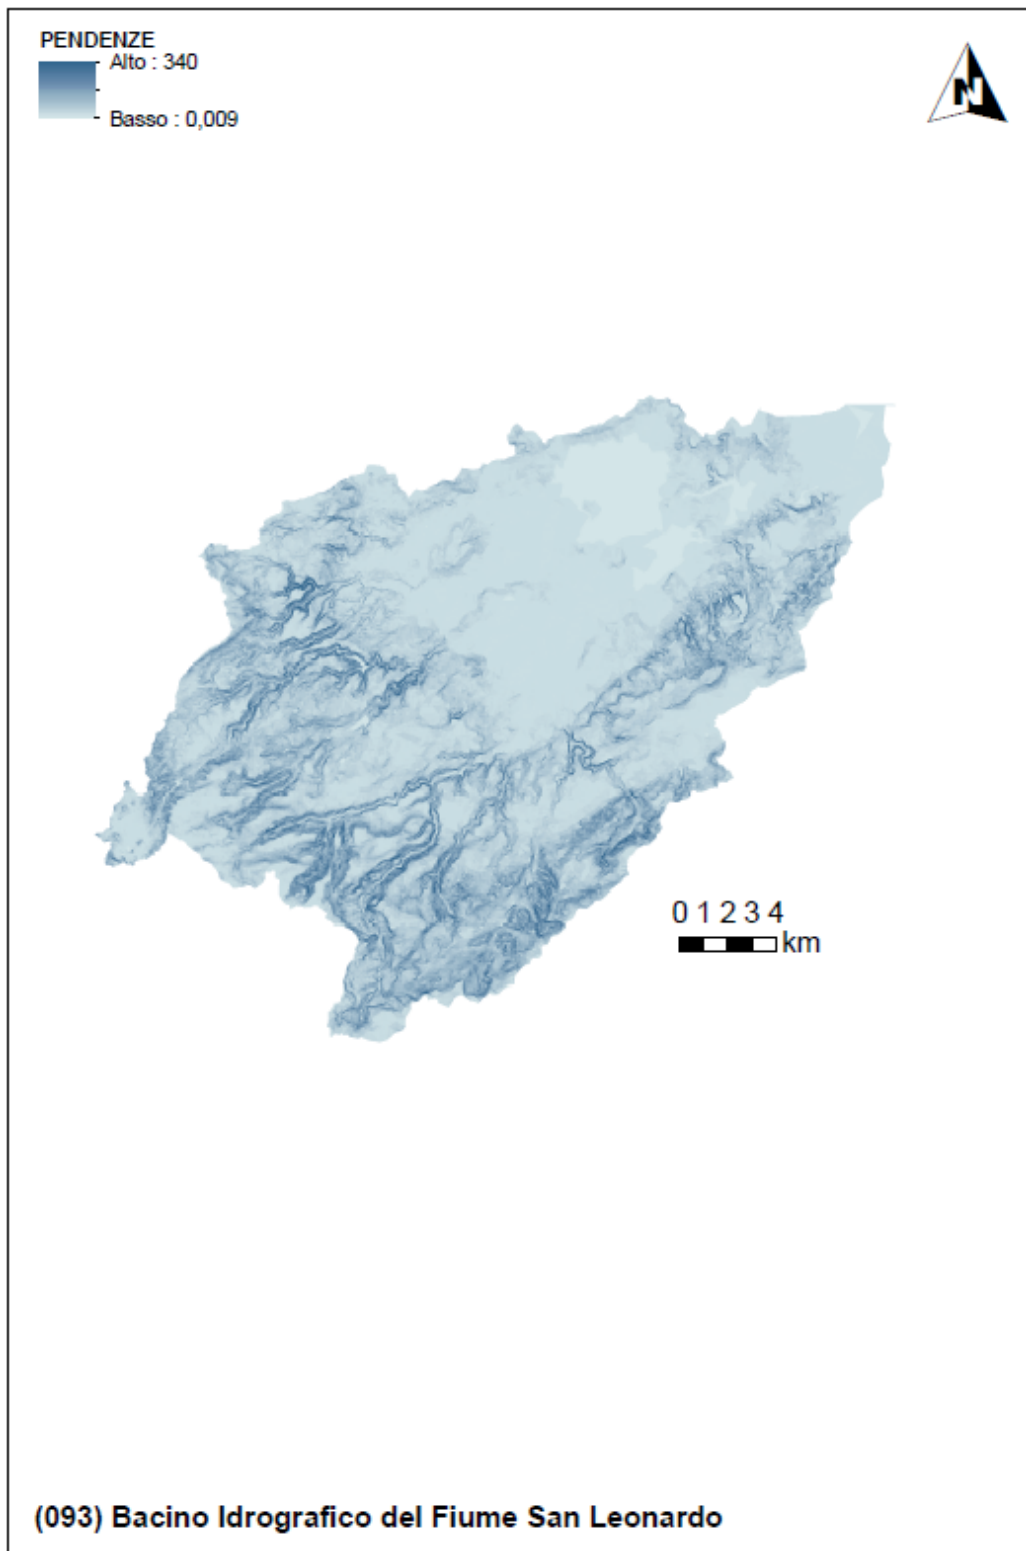 PENDENZE
Alto : 340
Basso : 0,009
N
0 1 2 3 4
km
(093) Bacino Idrografico del Fiume San Leonardo